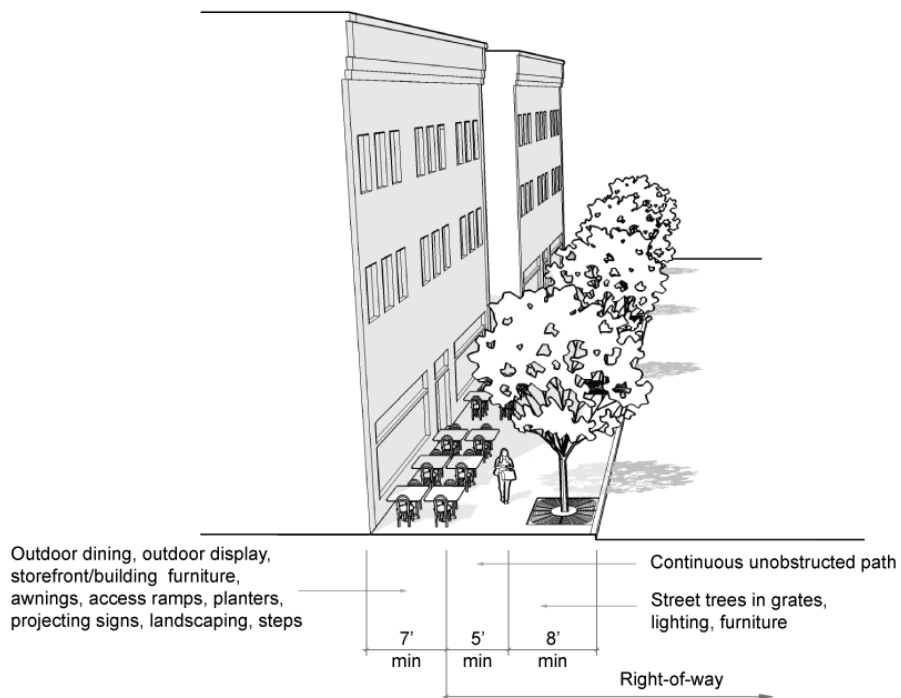 Outdoor dining, outdoor display,
storefront/building furniture,
awnings, access ramps, planters,
projecting signs, landscaping, steps
Continuous unobstructed path
Street trees in grates,
lighting, furniture
7’
min
5’
min
8’
min
Right-of-way